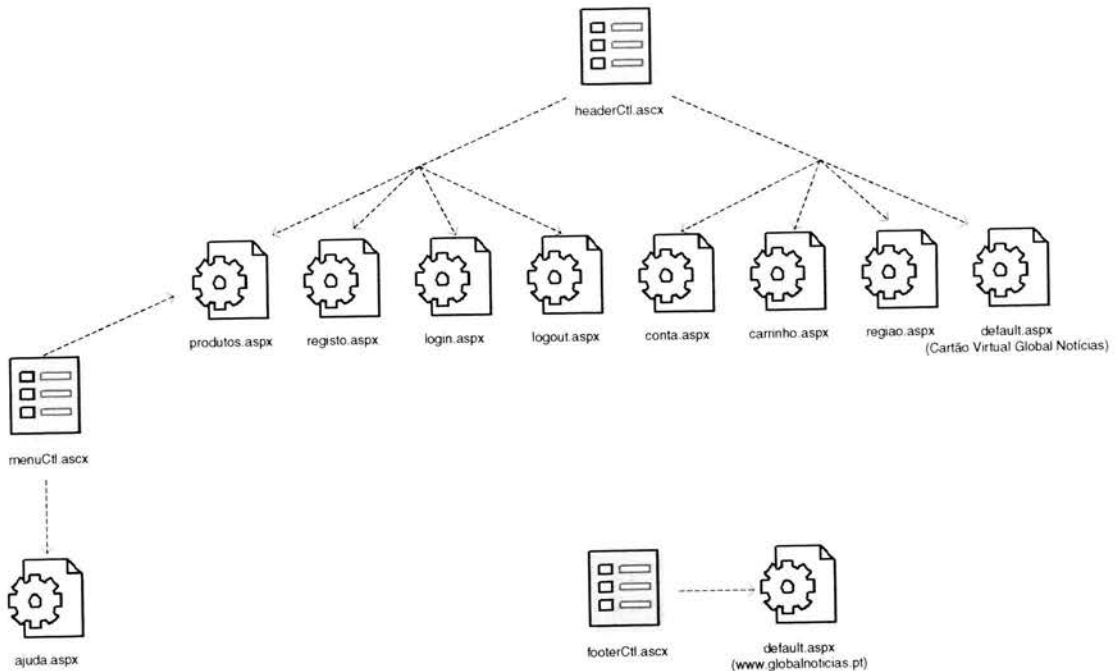 headerCtl.ascx
produtos.aspx
registo.aspx
login.aspx
logout.aspx
conta.aspx
carrinho.aspx
regiao.aspx
default.aspx
(Cartão Virtual Global Notícias)
menuCtl.ascx
ajuda.aspx
footerCtl.ascx
default.aspx
(www.globalnoticias.pt)